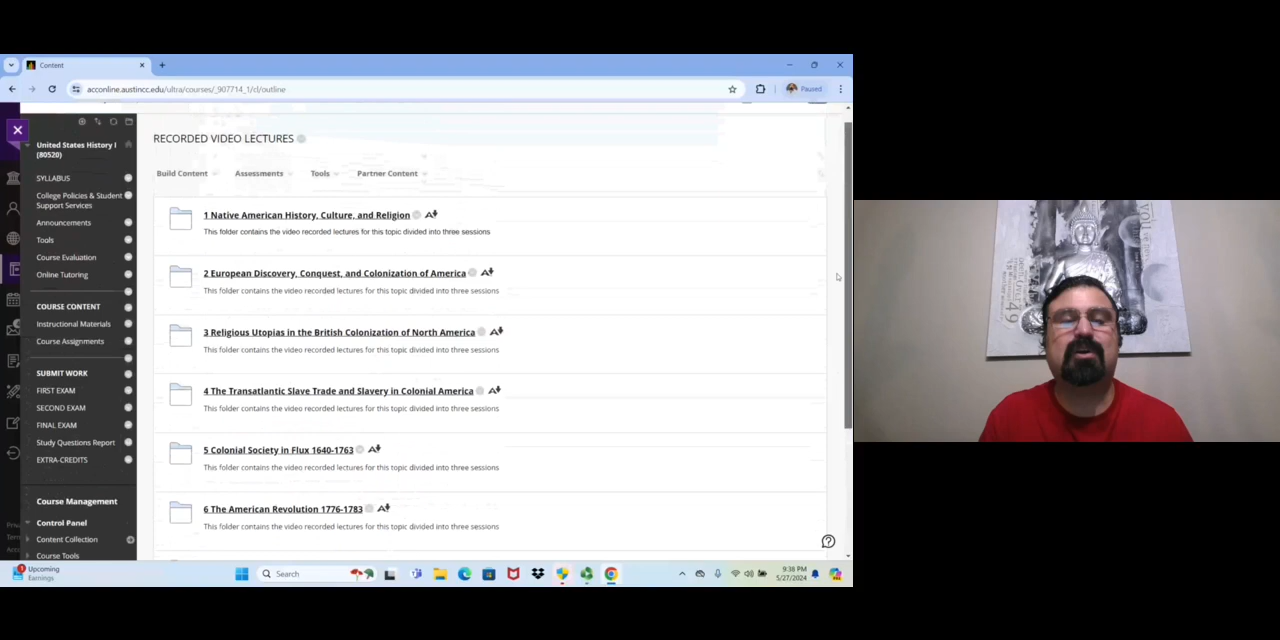 Content
acconline.austincc.edu/ultra/courses/_907714_1/cl/outline
Paused
United States History I
(80520)
SYLLABUS
College Policies & Student
Support Services
Announcements
Tools
Course Evaluation
Online Tutoring
COURSE CONTENT
Instructional Materials
Course Assignments
SUBMIT WORK
FIRST EXAM
SECOND EXAM
FINAL EXAM
Study Questions Report
EXTRA-CREDITS
Course Management
Control Panel
Content Collection
Course Tools
RECORDED VIDEO LECTURES
Build Content
Assessments
Tools
Partner Content
1 Native American History, Culture, and Religion
This folder contains the video recorded lectures for this topic divided into three sessions
2 European Discovery, Conquest, and Colonization of America
This folder contains the video recorded lectures for this topic divided into three sessions
3 Religious Utopias in the British Colonization of North America
This folder contains the video recorded lectures for this topic divided into three sessions
4 The Transatlantic Slave Trade and Slavery in Colonial America
This folder contains the video recorded lectures for this topic divided into three sessions
5 Colonial Society in Flux 1640-1763
This folder contains the video recorded lectures for this topic divided into three sessions
6 The American Revolution 1776-1783
This folder contains the video recorded lectures for this topic divided into three sessions
Upcoming
Earnings
Search
9:38 PM
5/27/2024
49